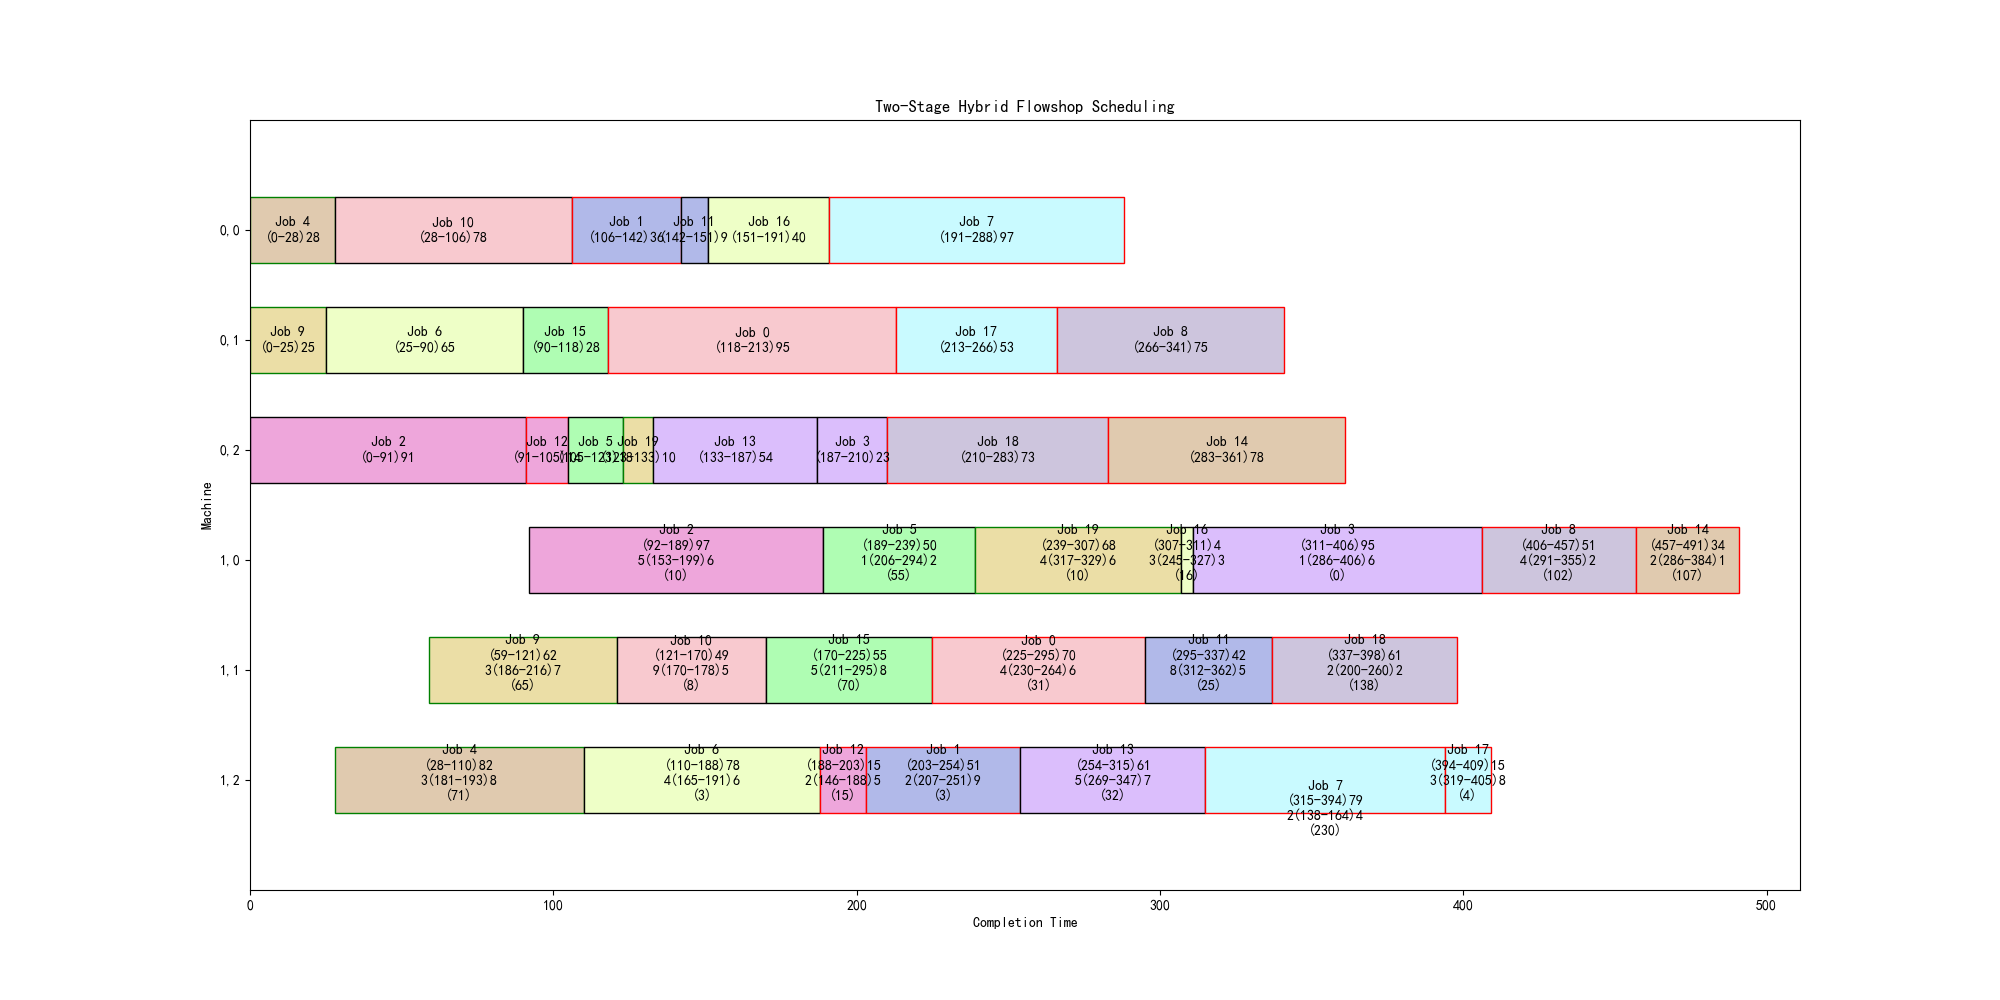 Two-Stage Hybrid Flowshop Scheduling
Machine
0,0
Job 4
(0-28)28
Job 10
(28-106)78
Job 1
(106-142)36
Job 11
(142-151)9
Job 16
(151-191)40
Job 7
(191-288)97
0,1
Job 9
(0-25)25
Job 6
(25-90)65
Job 15
(90-118)28
Job 0
(118-213)95
Job 17
(213-266)53
Job 8
(266-341)75
0,2
Job 2
(0-91)91
Job 12
(91-105)14
Job 5
(105-123)18
Job 19
(123-133)10
Job 13
(133-187)54
Job 3
(187-210)23
Job 18
(210-283)73
Job 14
(283-361)78
1,0
Job 2
(92-189)97
5(153-199)6
(10)
Job 5
(189-239)50
1(206-294)2
(55)
Job 19
(239-307)68
4(317-329)6
(10)
Job 16
(307-311)4
3(245-327)3
(16)
Job 3
(311-406)95
1(286-406)6
(0)
Job 8
(406-457)51
4(291-355)2
(102)
Job 14
(457-491)34
2(286-384)1
(107)
1,1
Job 9
(59-121)62
3(186-216)7
(65)
Job 10
(121-170)49
9(170-178)5
(8)
Job 15
(170-225)55
5(211-295)8
(70)
Job 0
(225-295)70
4(230-264)6
(31)
Job 11
(295-337)42
8(312-362)5
(25)
Job 18
(337-398)61
2(200-260)2
(138)
1,2
Job 4
(28-110)82
3(181-193)8
(71)
Job 6
(110-188)78
4(165-191)6
(3)
Job 12
(188-203)15
2(146-188)5
(15)
Job 1
(203-254)51
2(207-251)9
(3)
Job 13
(254-315)61
5(269-347)7
(32)
Job 7
(315-394)79
2(138-164)4
(230)
Job 17
(394-409)15
3(319-405)8
(4)
0
100
200
300
400
500
Completion Time